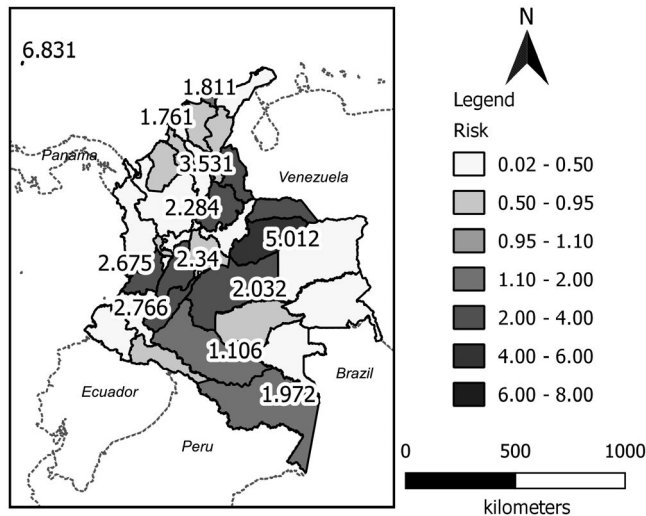 6.831
1.811
1.761
Panama
3.531
Venezuela
2.284
5.012
2.675
2.34
2.032
2.766
1.106
Brazil
Ecuador
1.972
Peru
N
Legend
Risk
0.02 - 0.50
0.50 - 0.95
0.95 - 1.10
1.10 - 2.00
2.00 - 4.00
4.00 - 6.00
6.00 - 8.00
0 500 1000
kilometers